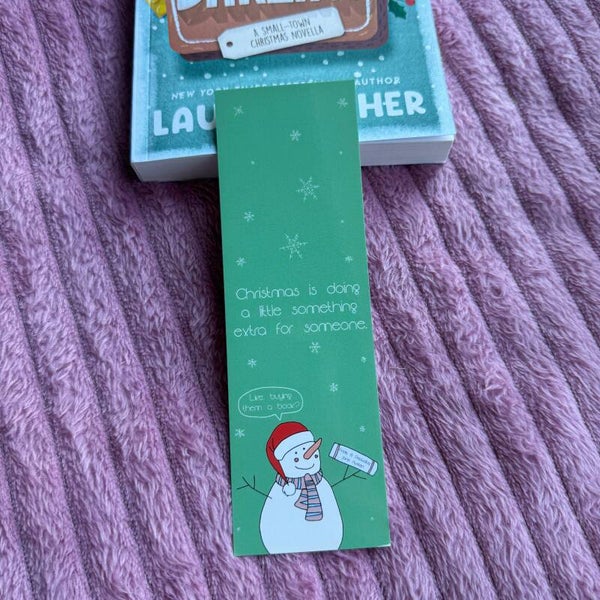 A SMALL-TOWN
CHRISTMAS NOVELLA
NEW YORK AUTHOR
LAU HER
Christmas is doing
a little something
extra for someone.
Like buying
them a book?